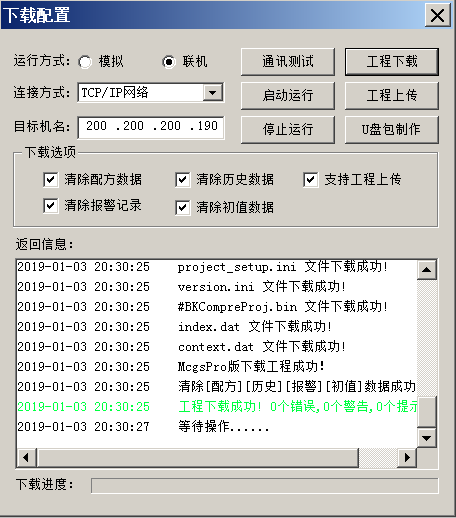 下载配置
运行方式: 模拟 联机 通讯测试 工程下载
连接方式: TCP/IP网络 启动运行 工程上传
目标机名: 200 .200 .200 .190 停止运行 U盘包制作
下载选项
清除配方数据 清除历史数据 支持工程上传
清除报警记录 清除初值数据
返回信息:
2019-01-03 20:30:25 project_setup.ini 文件下载成功!
2019-01-03 20:30:25 version.ini 文件下载成功!
2019-01-03 20:30:25 #BKCompreProj.bin 文件下载成功!
2019-01-03 20:30:25 index.dat 文件下载成功!
2019-01-03 20:30:25 context.dat 文件下载成功!
2019-01-03 20:30:25 McgsPro版下载工程成功!
2019-01-03 20:30:25 清除[配方][历史][报警][初值]数据成功
2019-01-03 20:30:25 工程下载成功! 0个错误,0个警告,0个提示
2019-01-03 20:30:27 等待操作......
下载进度: